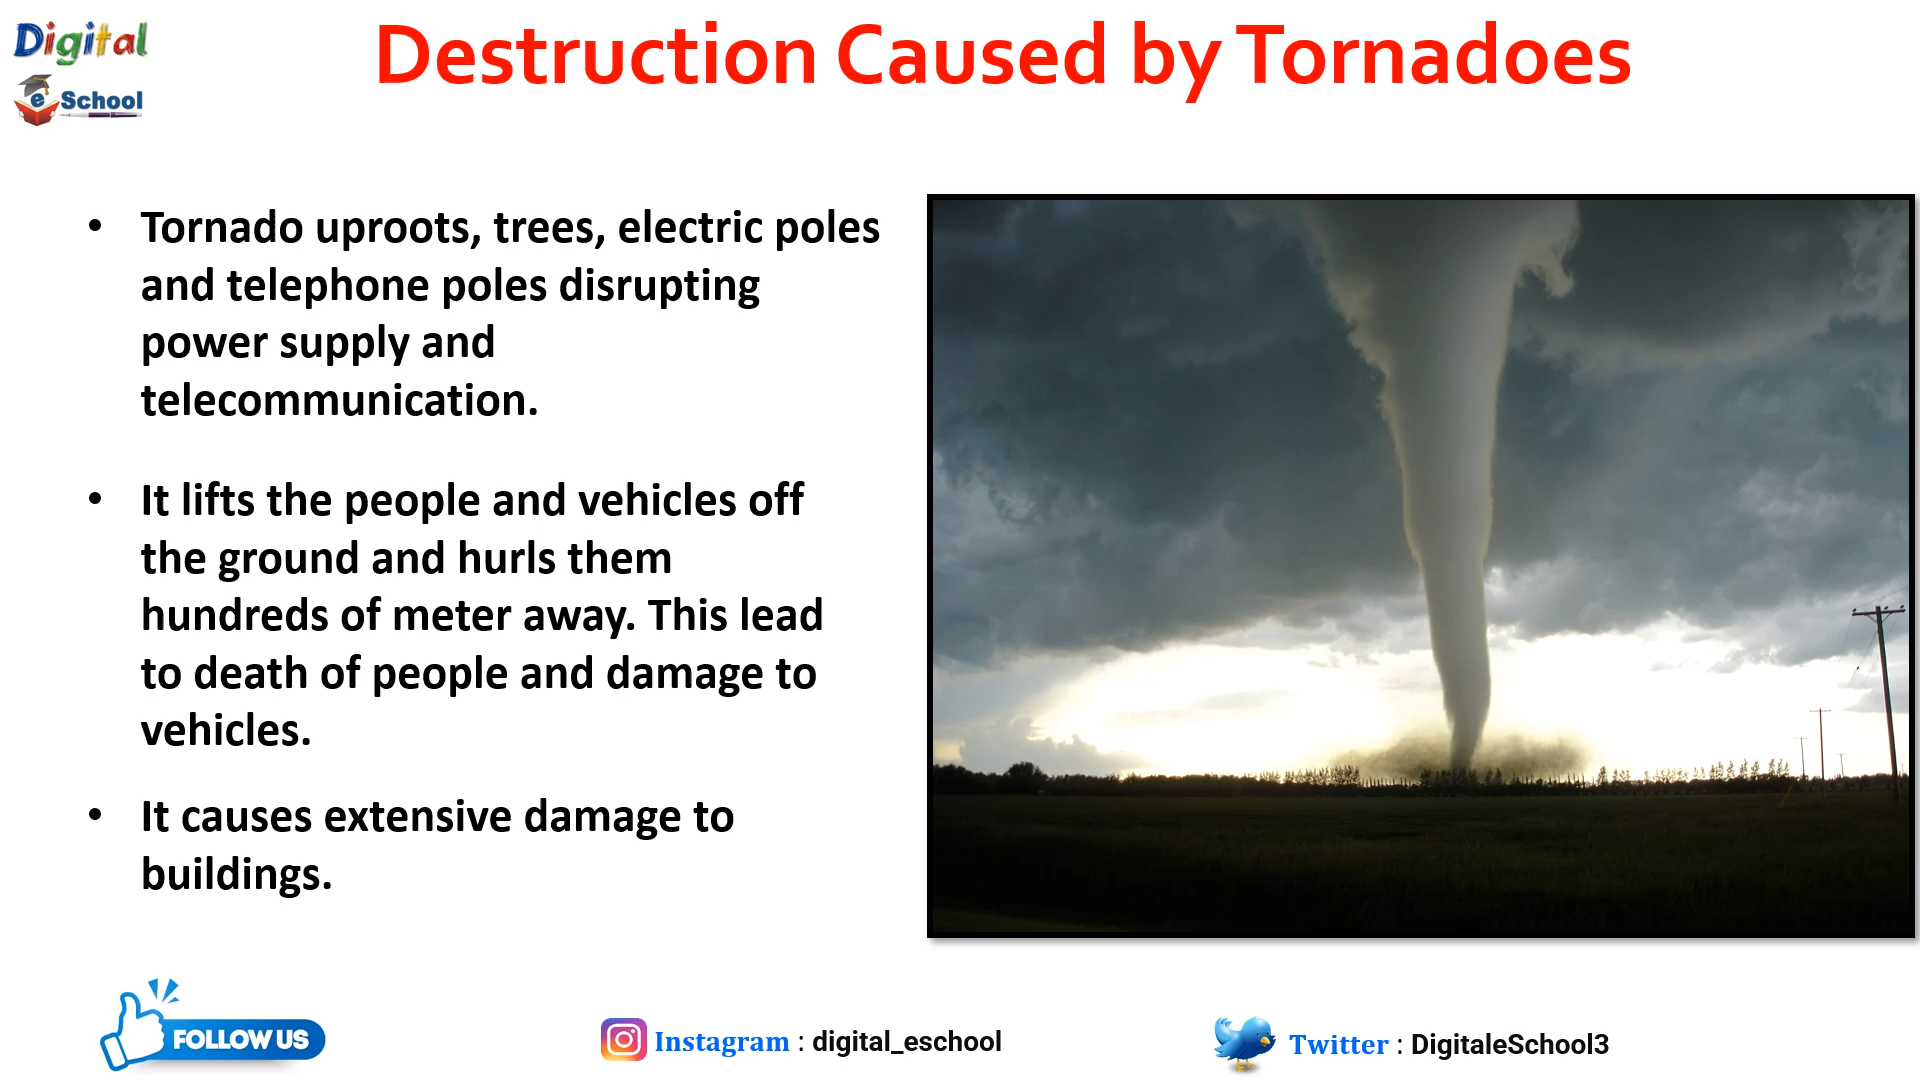 Digital
e School
Destruction Caused by Tornadoes
• Tornado uproots, trees, electric poles
and telephone poles disrupting
power supply and
telecommunication.
• It lifts the people and vehicles off
the ground and hurls them
hundreds of meter away. This lead
to death of people and damage to
vehicles.
• It causes extensive damage to
buildings.
FOLLOW US
Instagram : digital_eschool
Twitter : DigitaleSchool3